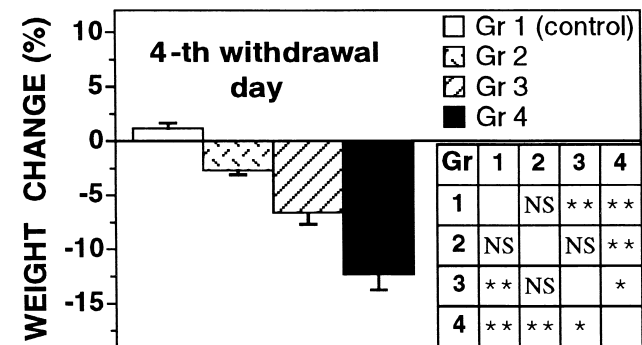 WEIGHT CHANGE (%)
10
5
0
-5
-10
-15
4-th withdrawal
day
Gr 1 (control)
Gr 2
Gr 3
Gr 4
Gr 1 2 3 4
1 NS ** **
2 NS NS **
3 ** NS *
4 ** ** *